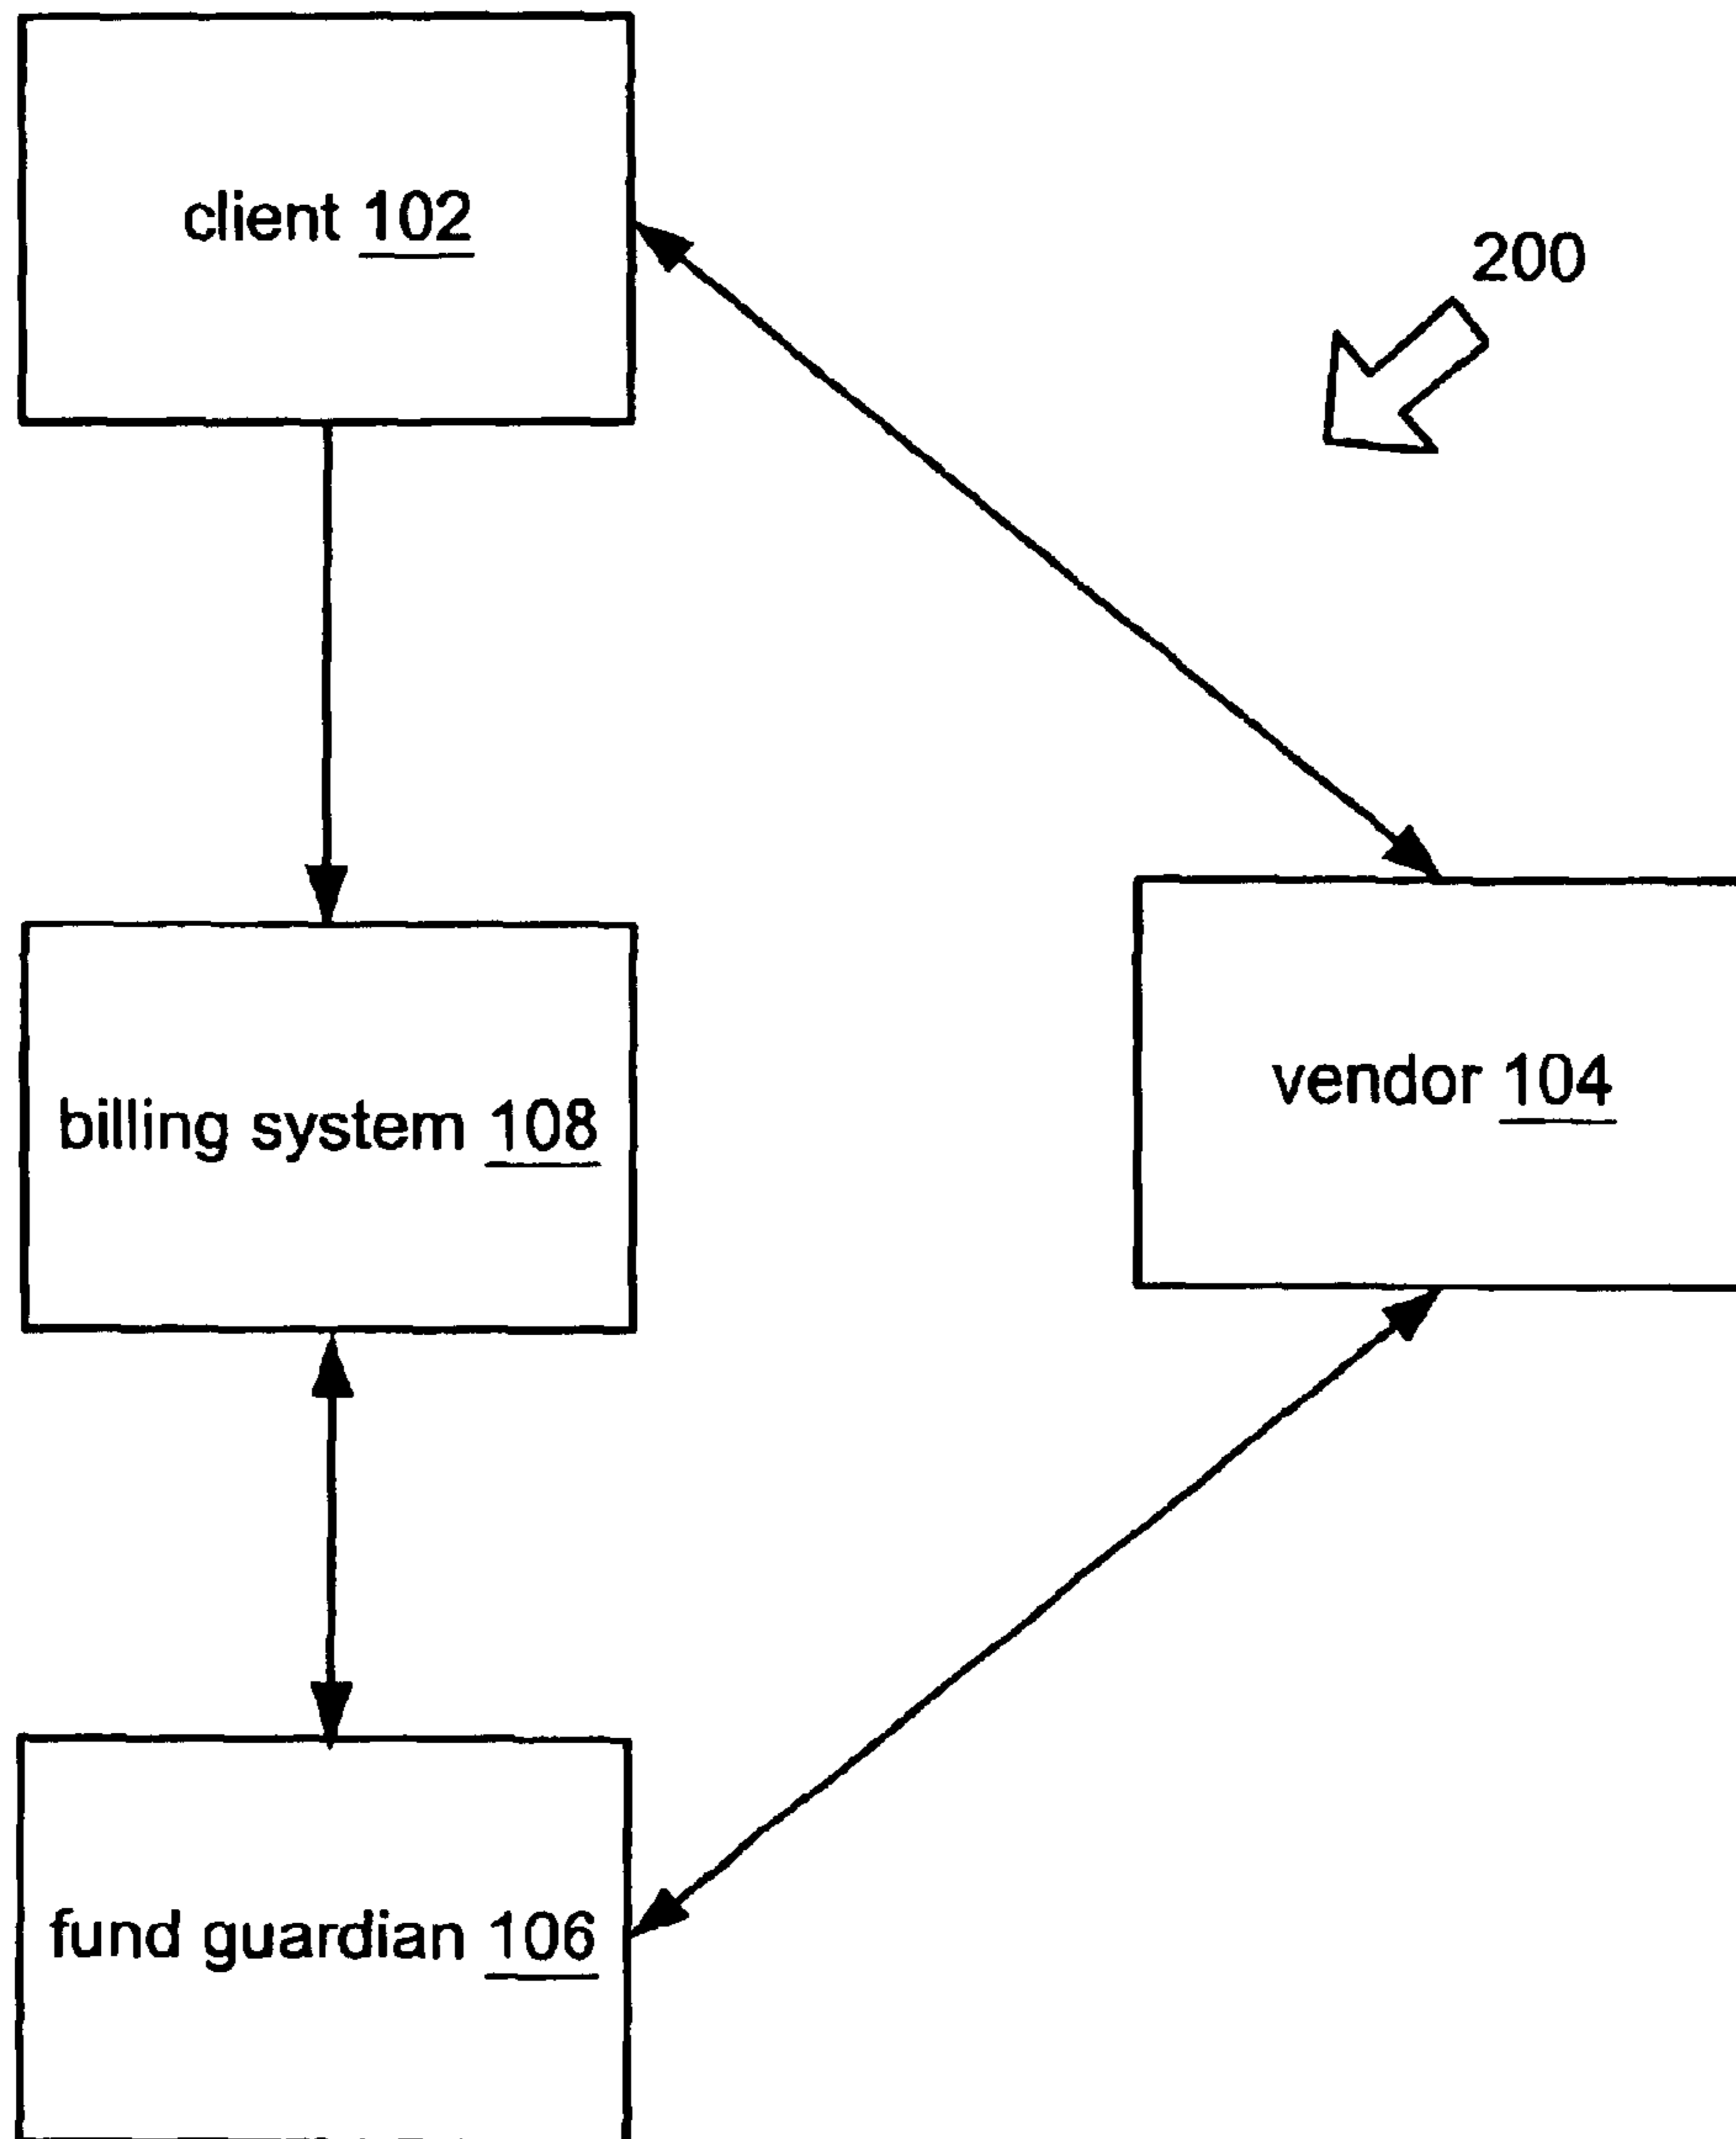 client 102
200
vendor 104
billing system 108
fund guardian 106